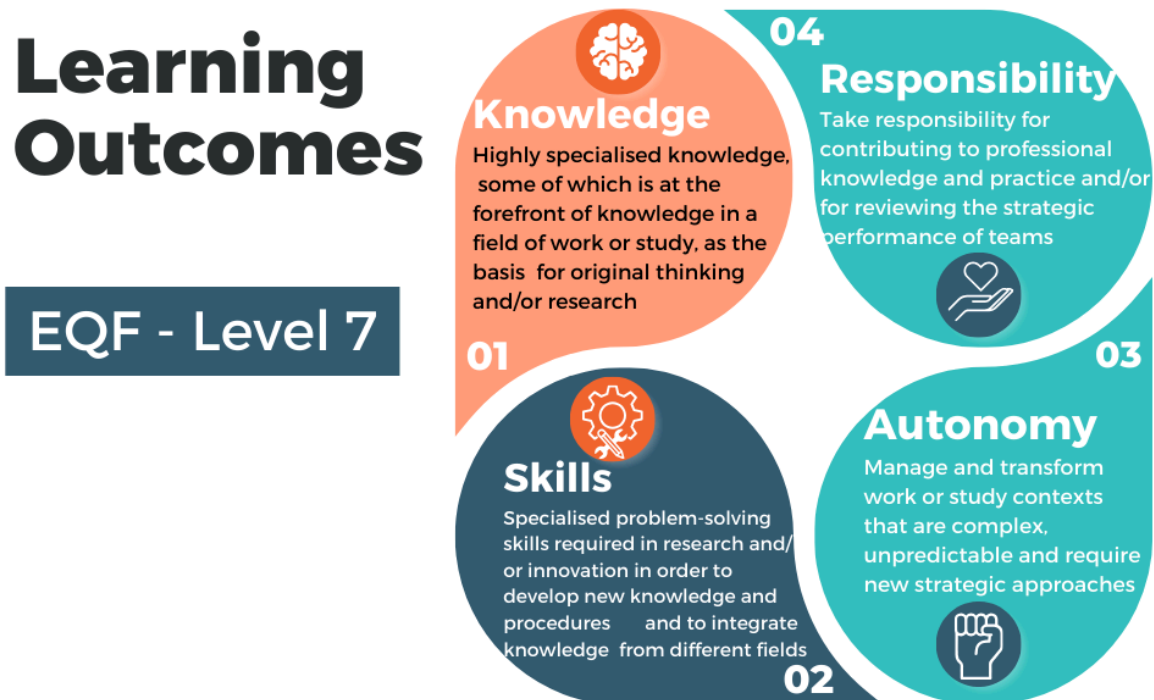 Learning
Outcomes
EQF - Level 7
Knowledge
Highly specialised knowledge,
some of which is at the
forefront of knowledge in a
field of work or study, as the
basis for original thinking
and/or research
01
Skills
Specialised problem-solving
skills required in research and/
or innovation in order to
develop new knowledge and
procedures and to integrate
knowledge from different fields
02
03
Autonomy
Manage and transform
work or study contexts
that are complex,
unpredictable and require
new strategic approaches
04
Responsibility
Take responsibility for
contributing to professional
knowledge and practice and/or
for reviewing the strategic
performance of teams